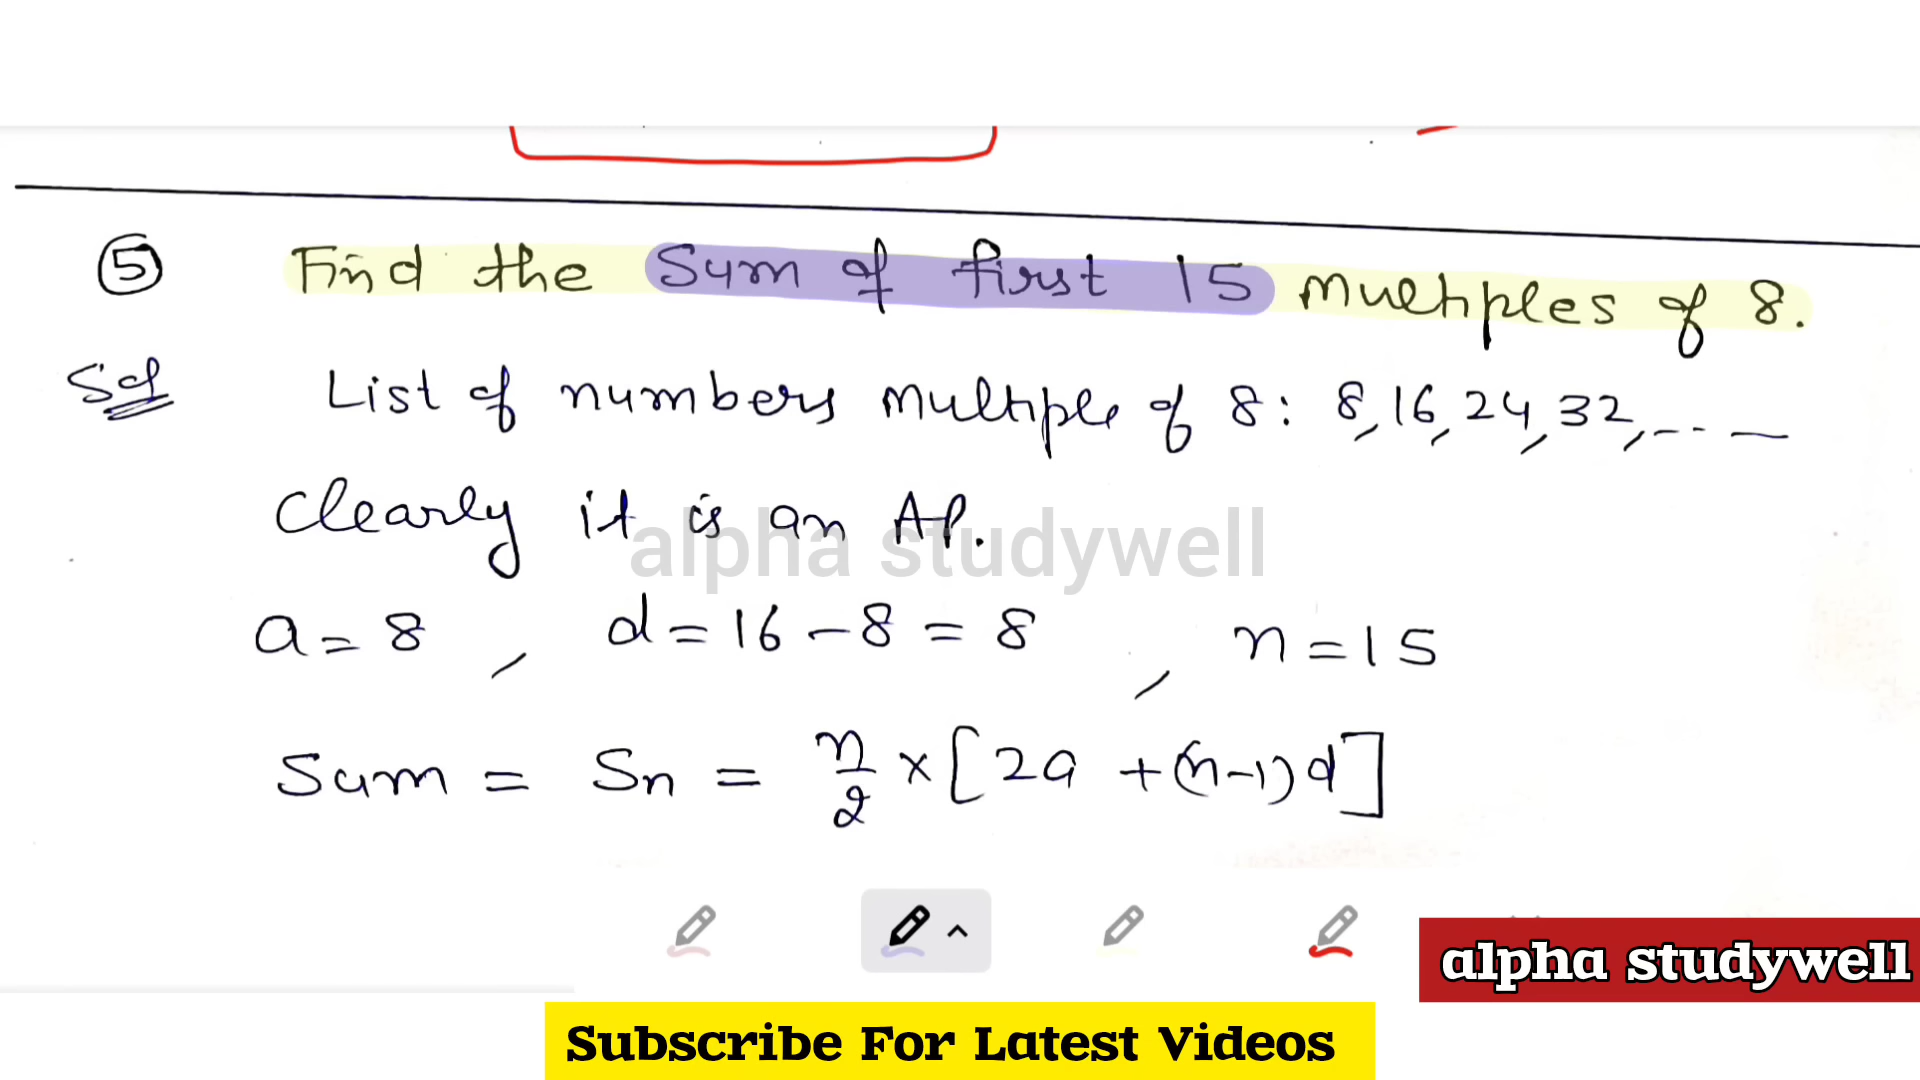 ⑤ Find the Sum of first 15 multiples of 8.
Sol List of numbers multiple of 8: 8, 16, 24, 32, ... —
Clearly it is an AP.
alpha studywell
a = 8 , d = 16 - 8 = 8 , n = 15
Sum = Sn = n/2 × [2a + (n-1)d]
alpha studywell
Subscribe For Latest Videos